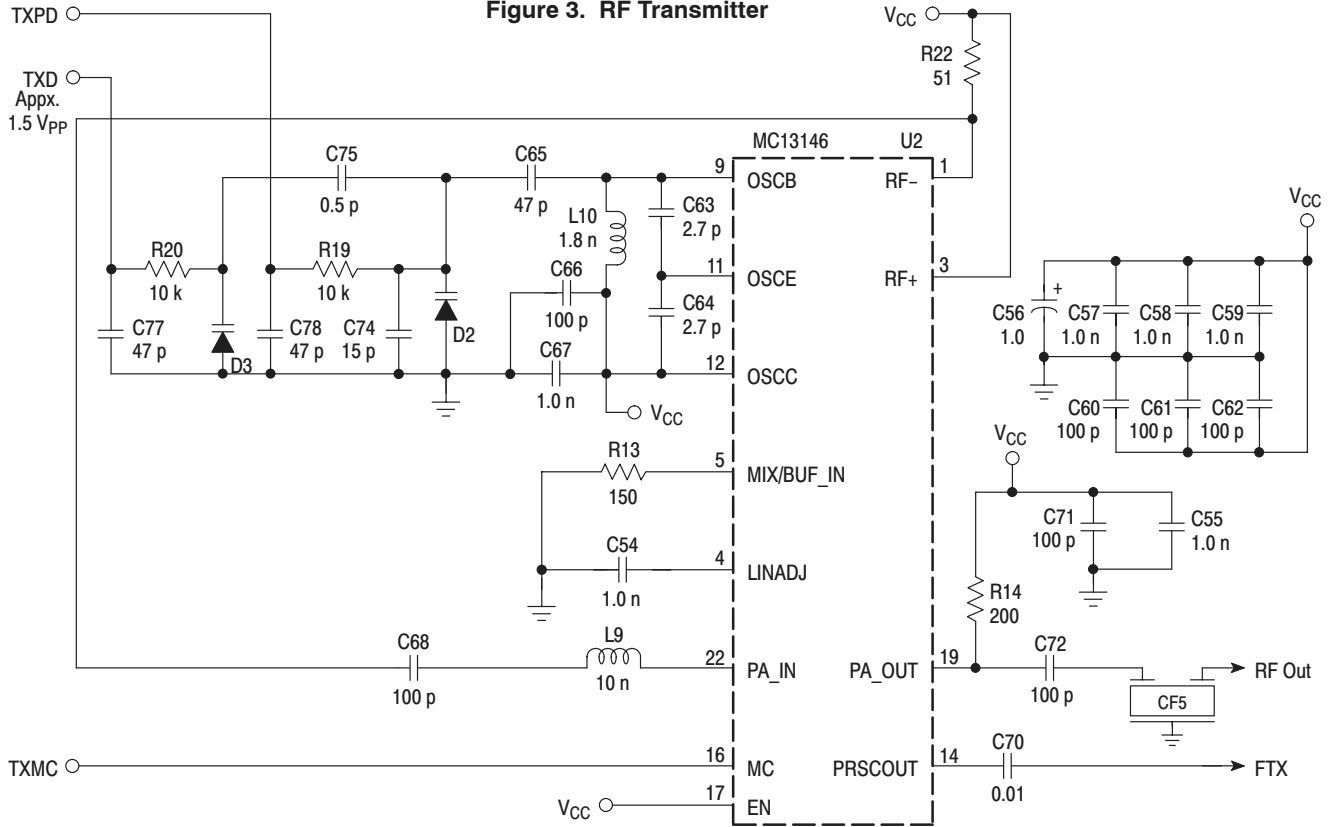 Figure 3. RF Transmitter
TXPD
TXD
Appx.
1.5 VPP
VCC
R22
51
MC13146
U2
C75
0.5 p
C65
47 p
L10
1.8 n
C63
2.7 p
9
OSCB
1
RF–
R20
10 k
R19
10 k
C66
100 p
11
OSCE
3
RF+
C64
2.7 p
C77
47 p
D3
C78
47 p
C74
15 p
D2
C67
1.0 n
12
OSCC
VCC
VCC
C56
1.0
+
C57
1.0 n
C58
1.0 n
C59
1.0 n
C60
100 p
C61
100 p
C62
100 p
R13
150
5
MIX/BUF_IN
C54
1.0 n
4
LINADJ
VCC
C71
100 p
C55
1.0 n
R14
200
C68
100 p
L9
10 n
22
PA_IN
19
PA_OUT
C72
100 p
CF5
RF Out
TXMC
16
MC
14
PRSCOUT
C70
0.01
FTX
VCC
17
EN